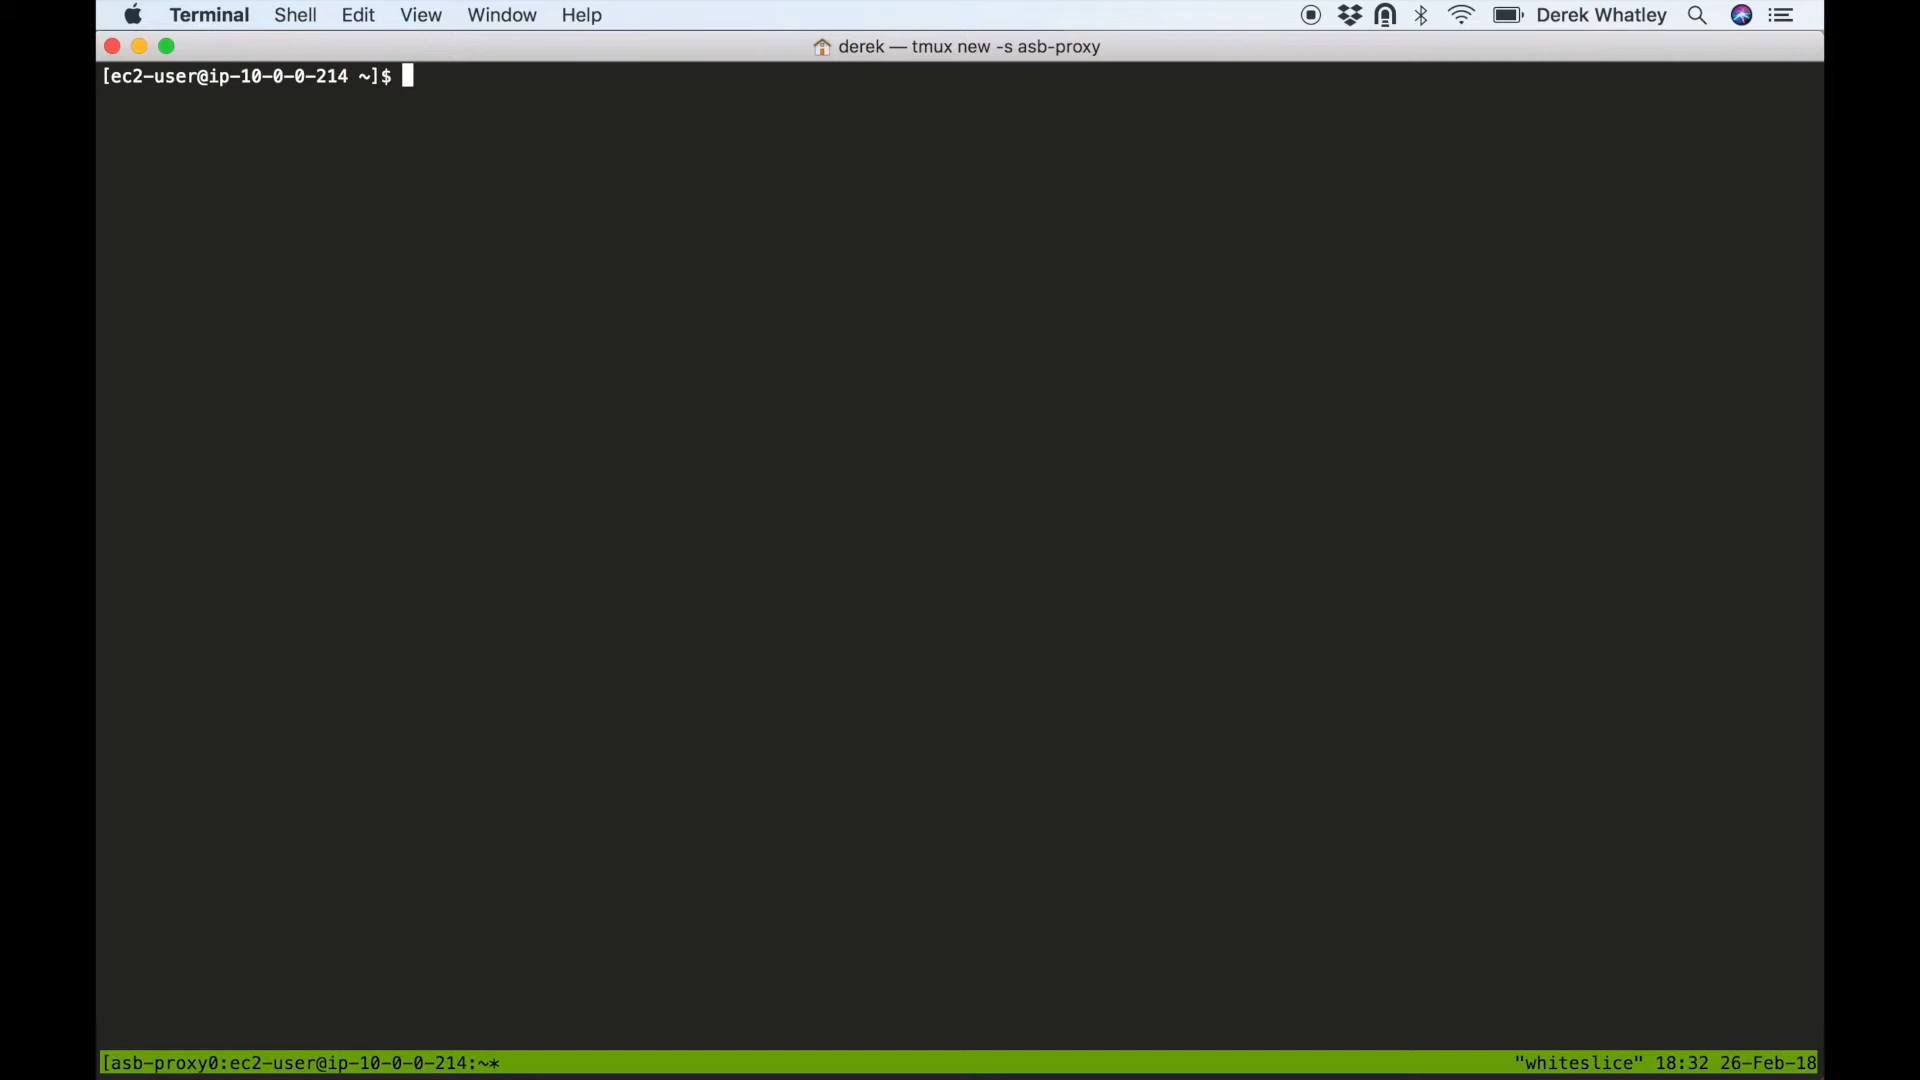 Terminal Shell Edit View Window Help Derek Whatley
derek — tmux new -s asb-proxy
[ec2-user@ip-10-0-0-214 ~]$
[asb-proxy0:ec2-user@ip-10-0-0-214:~* "whiteslice" 18:32 26-Feb-18